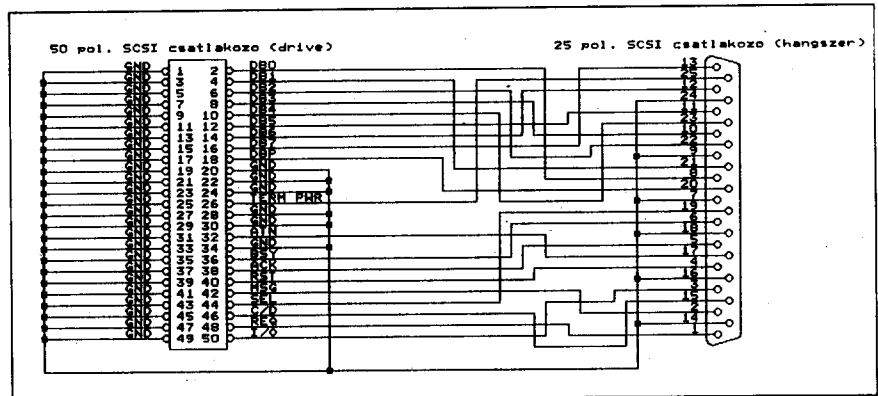 50 pol. SCSI csatlakozo (drive)
25 pol. SCSI csatlakozo (hangszer)
GND 1 2 DB0
GND 3 4 DB1
GND 5 6 DB2
GND 7 8 DB3
GND 9 10 DB4
GND 11 12 DB5
GND 13 14 DB6
GND 15 16 DB7
GND 17 18 DBP
GND 19 20 GND
GND 21 22 GND
GND 23 24 GND
25 26 TERM PWR
GND 27 28 GND
GND 29 30 GND
GND 31 32 ATN
GND 33 34 GND
GND 35 36 BSY
GND 37 38 ACK
GND 39 40
GND 41 42 MSG
GND 43 44 SEL
GND 45 46 C/D
GND 47 48 REQ
GND 49 50 I/O
13
25
12
24
11
23
10
22
9
21
8
20
7
19
6
18
5
17
4
16
3
15
2
14
1